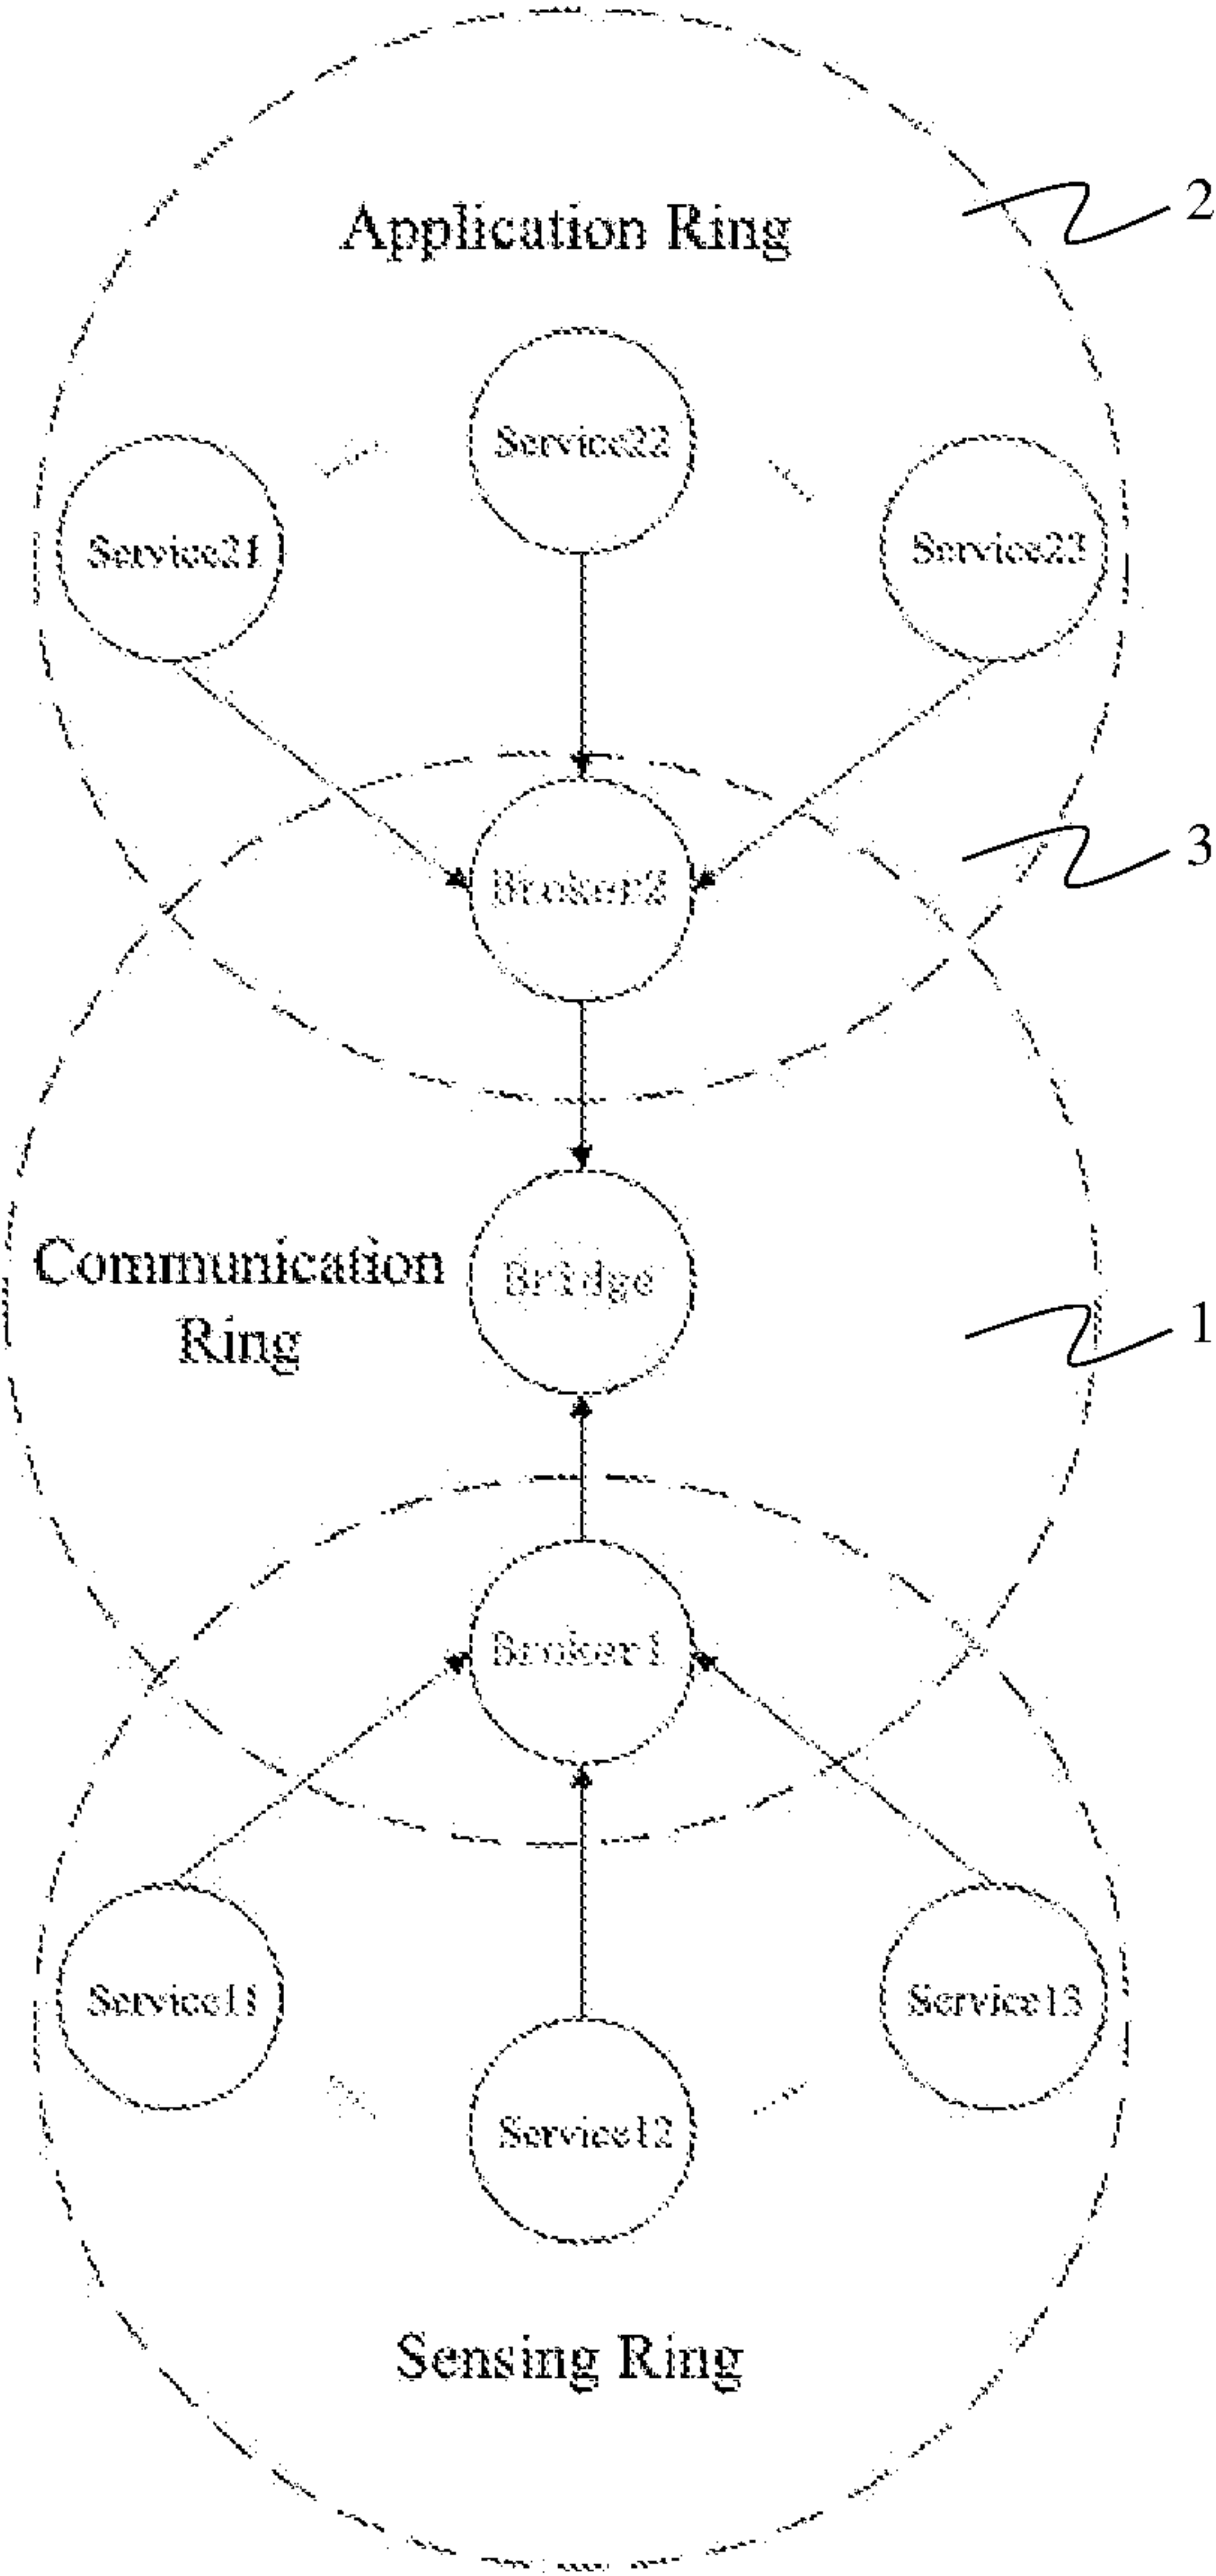 2
Application Ring
Service22
Service21
Service23
3
Broker2
Communication
Ring
Bridge
1
Broker1
Service11
Service13
Service12
Sensing Ring